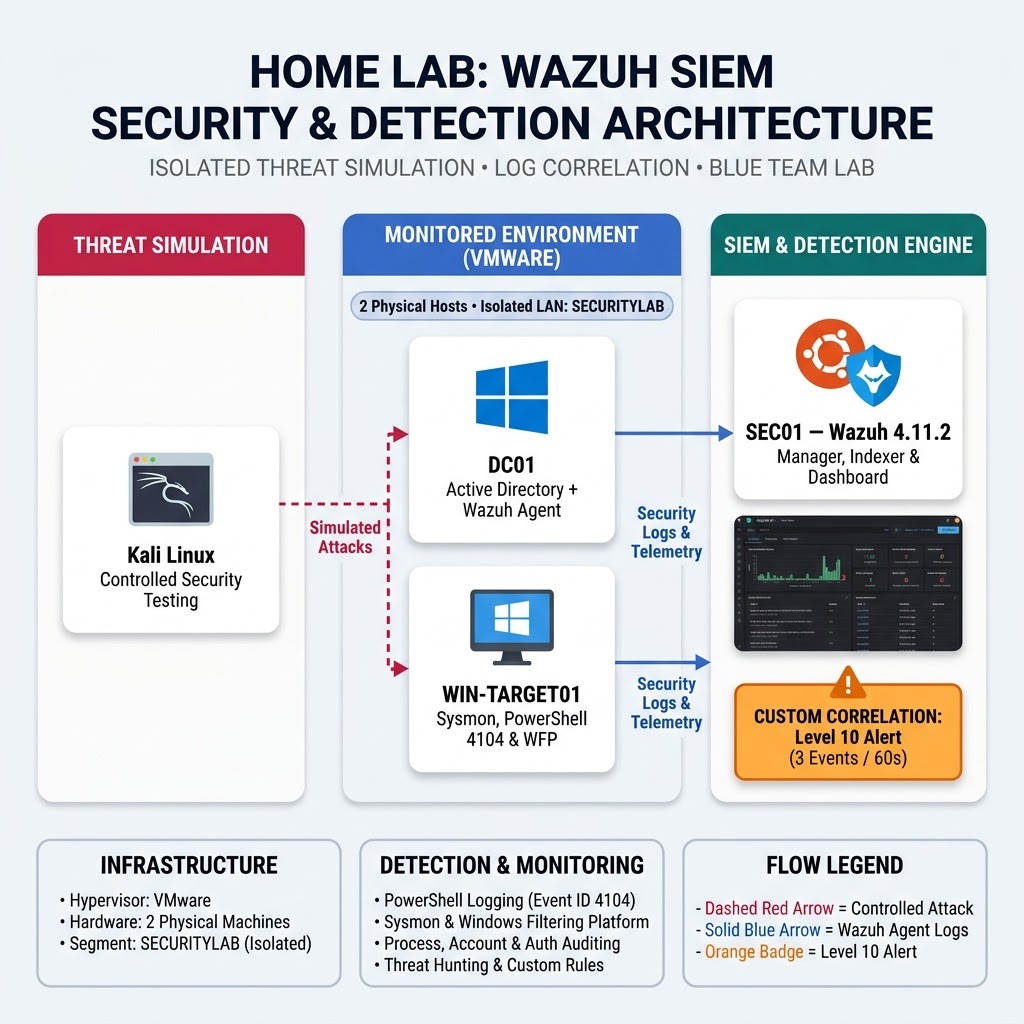 HOME LAB: WAZUH SIEM
SECURITY & DETECTION ARCHITECTURE
ISOLATED THREAT SIMULATION • LOG CORRELATION • BLUE TEAM LAB
THREAT SIMULATION
Kali Linux
Controlled Security
Testing
Simulated
Attacks
MONITORED ENVIRONMENT
(VMWARE)
2 Physical Hosts • Isolated LAN: SECURITYLAB
DC01
Active Directory +
Wazuh Agent
Security
Logs &
Telemetry
WIN-TARGET01
Sysmon, PowerShell
4104 & WFP
Security
Logs &
Telemetry
SIEM & DETECTION ENGINE
SEC01 — Wazuh 4.11.2
Manager, Indexer &
Dashboard
CUSTOM CORRELATION:
Level 10 Alert
(3 Events / 60s)
INFRASTRUCTURE
• Hypervisor: VMware
• Hardware: 2 Physical Machines
• Segment: SECURITYLAB (Isolated)
DETECTION & MONITORING
• PowerShell Logging (Event ID 4104)
• Sysmon & Windows Filtering Platform
• Process, Account & Auth Auditing
• Threat Hunting & Custom Rules
FLOW LEGEND
- Dashed Red Arrow = Controlled Attack
- Solid Blue Arrow = Wazuh Agent Logs
- Orange Badge = Level 10 Alert